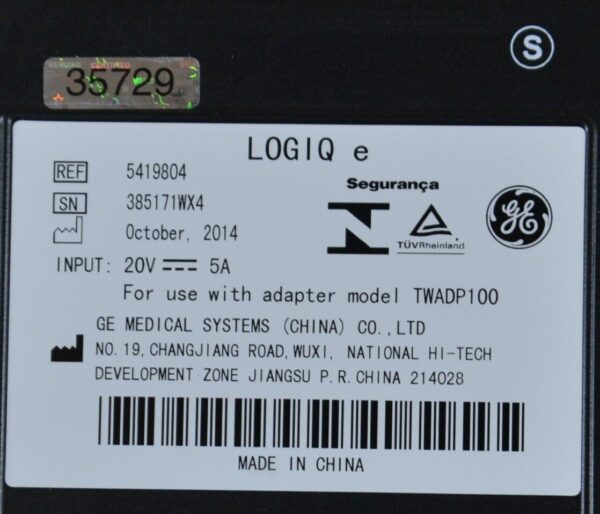 S
GENUINE CERTIFIED
35729
LOGIQ e
REF 5419804
SN 385171WX4
October, 2014
Segurança
TÜVRheinland
GE
INPUT: 20V 5A
For use with adapter model TWADP100
GE MEDICAL SYSTEMS (CHINA) CO.,LTD
NO.19,CHANGJIANG ROAD,WUXI, NATIONAL HI-TECH
DEVELOPMENT ZONE JIANGSU P.R.CHINA 214028
MADE IN CHINA